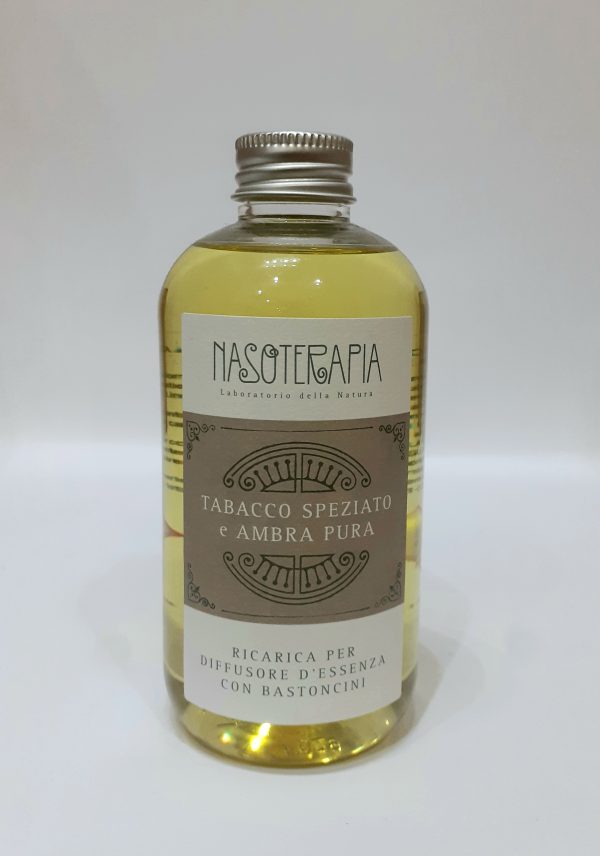 NASOTERAPIA
Laboratorio della Natura
TABACCO SPEZIATO
e AMBRA PURA
RICARICA PER
DIFFUSORE D'ESSENZA
CON BASTONCINI